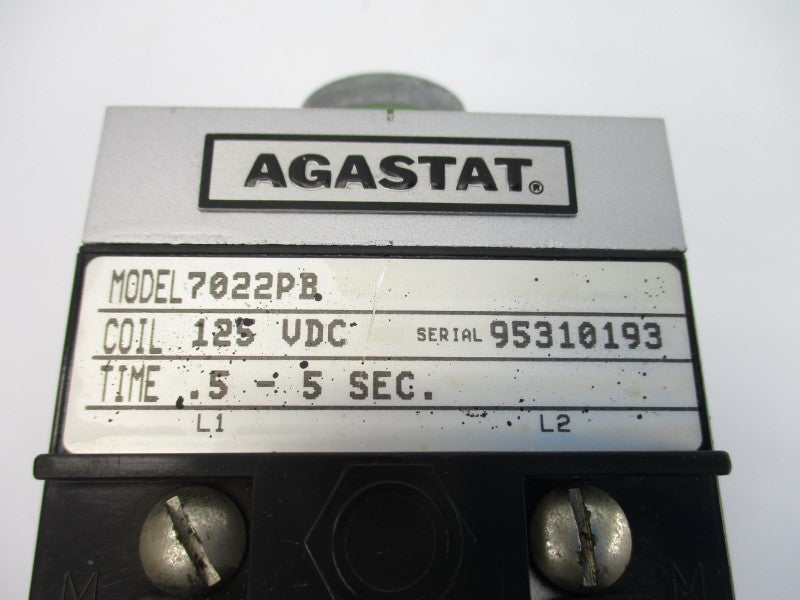 AGASTAT®
MODEL 7022PB
COIL 125 VDC SERIAL 95310193
TIME .5 - 5 SEC.
L1 L2
M M